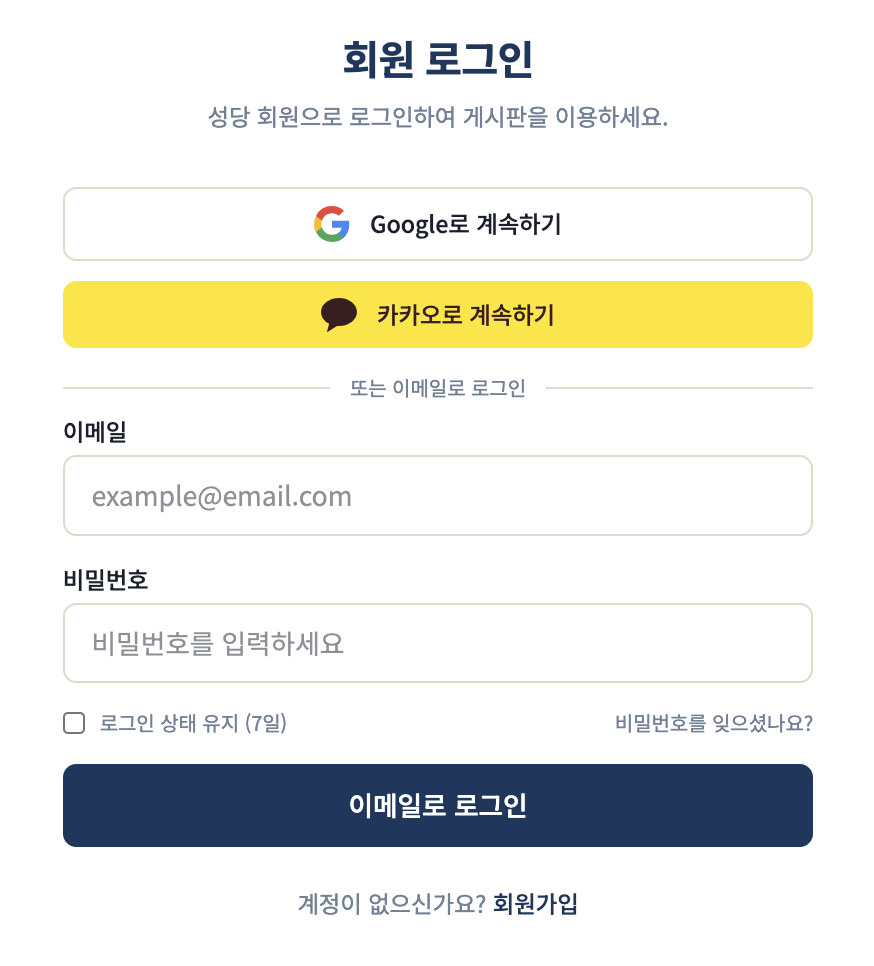 회원 로그인
성당 회원으로 로그인하여 게시판을 이용하세요.
Google로 계속하기
카카오로 계속하기
또는 이메일로 로그인
이메일
example@email.com
비밀번호
비밀번호를 입력하세요
로그인 상태 유지 (7일)
비밀번호를 잊으셨나요?
이메일로 로그인
계정이 없으신가요? 회원가입